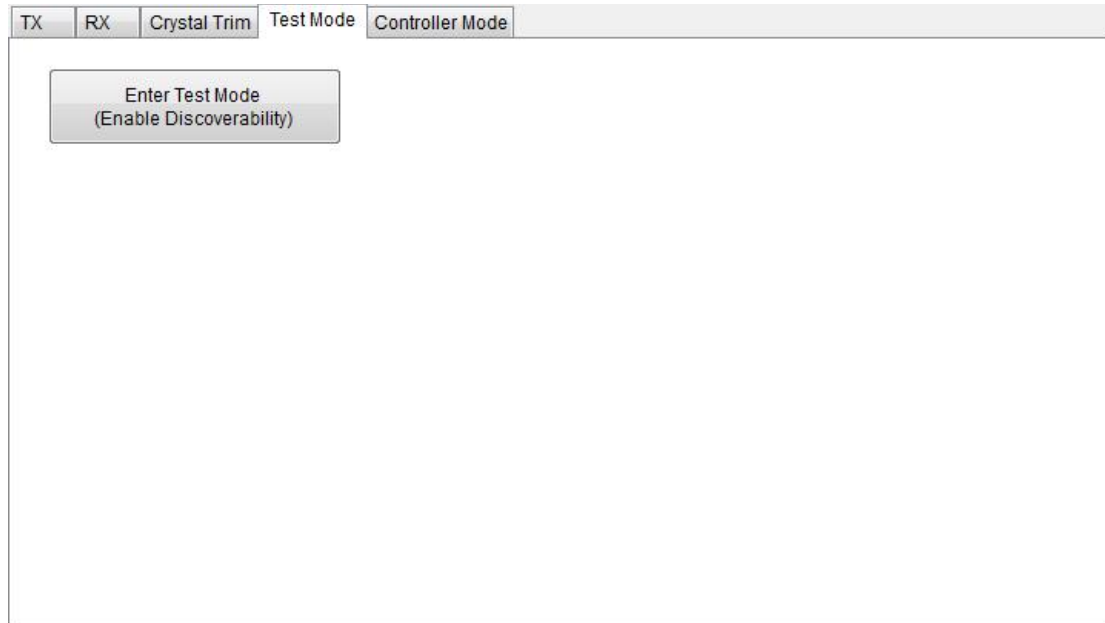 TX RX Crystal Trim Test Mode Controller Mode
Enter Test Mode
(Enable Discoverability)